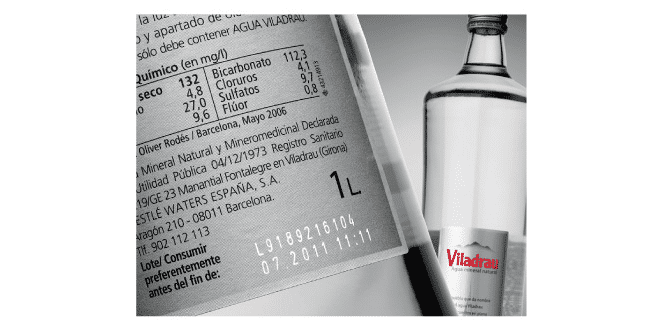 la luz
y apartado de
sólo debe contener AGUA VILADRAU.
Químico (en mg/l)
seco 132 Bicarbonato 112,3
4,8 Cloruros 4,1
27,0 Sulfatos 9,7
9,6 Flúor 0,8
Oliver Rodés / Barcelona, Mayo 2006
Mineral Natural y Mineromedicinal Declarada
Utilidad Pública 04/12/1973 Registro Sanitario
19/GE 23 Manantial Fontalegre en Viladrau (Girona)
NESTLÉ WATERS ESPAÑA, S.A.
Aragón 210 - 08011 Barcelona.
Tlf. 902 112 113
1L
Lote/ Consumir
preferentemente
antes del fin de:
L9189216104
07.2011 11:11
Viladrau
Agua mineral natural